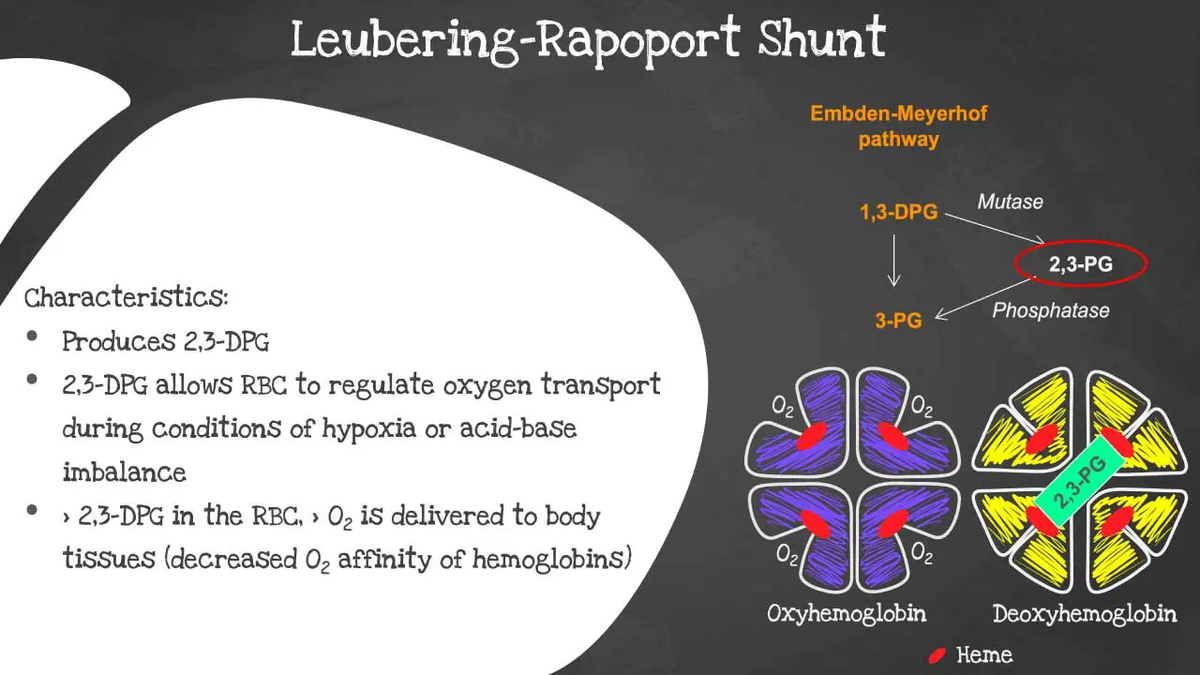 Leubering-Rapoport Shunt
Characteristics:
• Produces 2,3-DPG
• 2,3-DPG allows RBC to regulate oxygen transport
during conditions of hypoxia or acid-base
imbalance
• > 2,3-DPG in the RBC, > O₂ is delivered to body
tissues (decreased O₂ affinity of hemoglobins)
Embden-Meyerhof
pathway
1,3-DPG
Mutase
2,3-PG
3-PG
Phosphatase
O₂
O₂
O₂
O₂
Oxyhemoglobin
2,3-PG
Deoxyhemoglobin
Heme